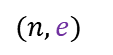 (n, e)